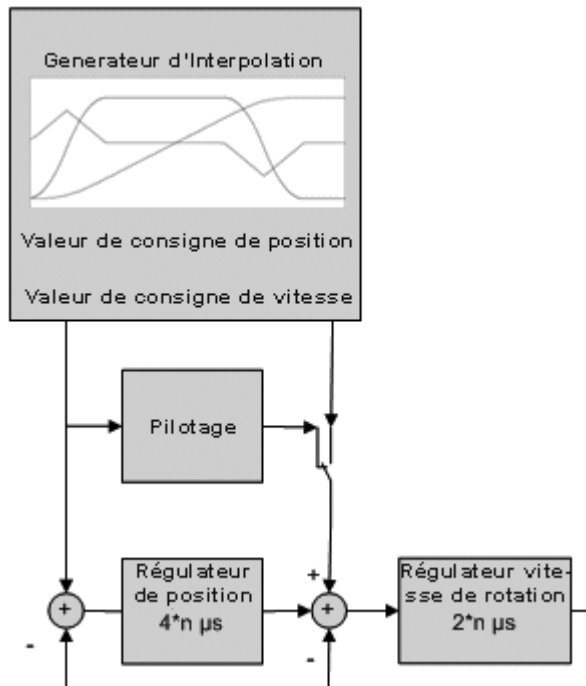 Generateur d'Interpolation
Valeur de consigne de position
Valeur de consigne de vitesse
Pilotage
Régulateur
de position
4*n µs
+
+
+
Régulateur vite-
sse de rotation
2*n µs
-
-